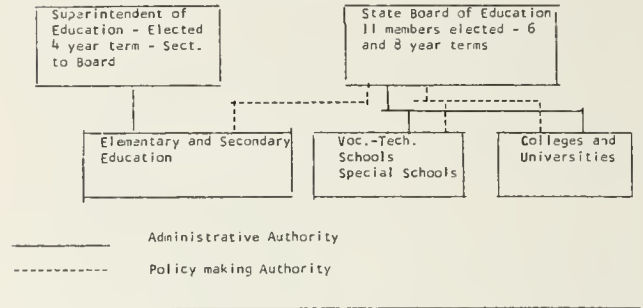 Superintendent of
Education - Elected
4 year term - Sect.
to Board
State Board of Education
11 members elected - 6
and 8 year terms
Elementary and Secondary
Education
Voc.-Tech.
Schools
Special Schools
Colleges and
Universities
Administrative Authority
Policy making Authority